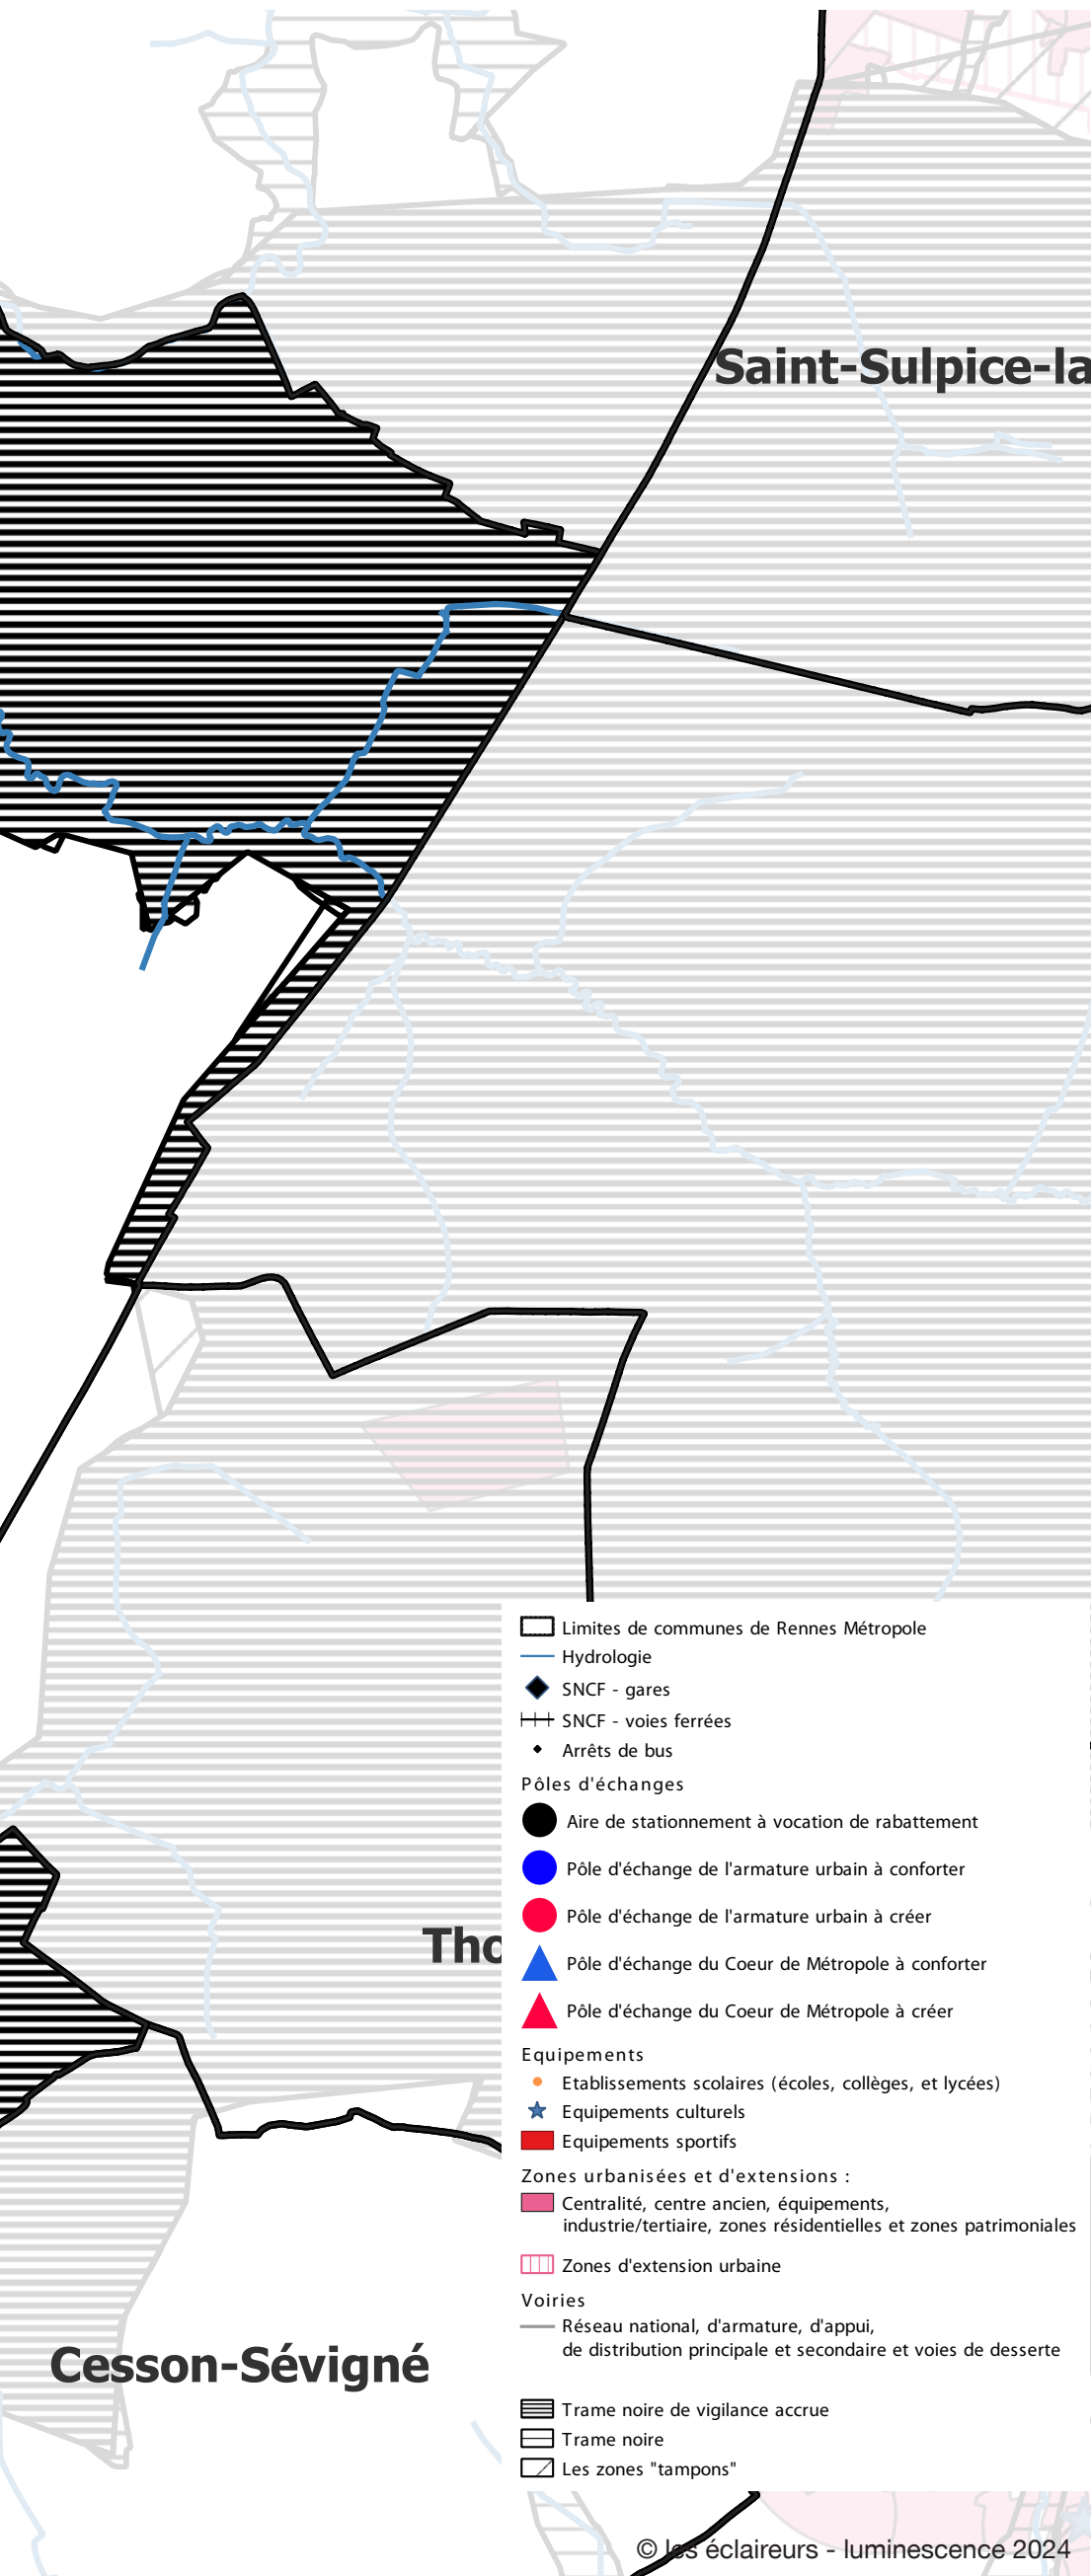 Saint-Sulpice-la
Limites de communes de Rennes Métropole
Hydrologie
SNCF - gares
SNCF - voies ferrées
Arrêts de bus
Pôles d'échanges
Aire de stationnement à vocation de rabattement
Pôle d'échange de l'armature urbain à conforter
Pôle d'échange de l'armature urbain à créer
Tho
Pôle d'échange du Coeur de Métropole à conforter
Pôle d'échange du Coeur de Métropole à créer
Equipements
Etablissements scolaires (écoles, collèges, et lycées)
Equipements culturels
Equipements sportifs
Zones urbanisées et d'extensions :
Centralité, centre ancien, équipements,
industrie/tertiaire, zones résidentielles et zones patrimoniales
Zones d'extension urbaine
Voiries
Réseau national, d'armature, d'appui,
de distribution principale et secondaire et voies de desserte
Cesson-Sévigné
Trame noire de vigilance accrue
Trame noire
Les zones "tampons"
© les éclaireurs - luminescence 2024